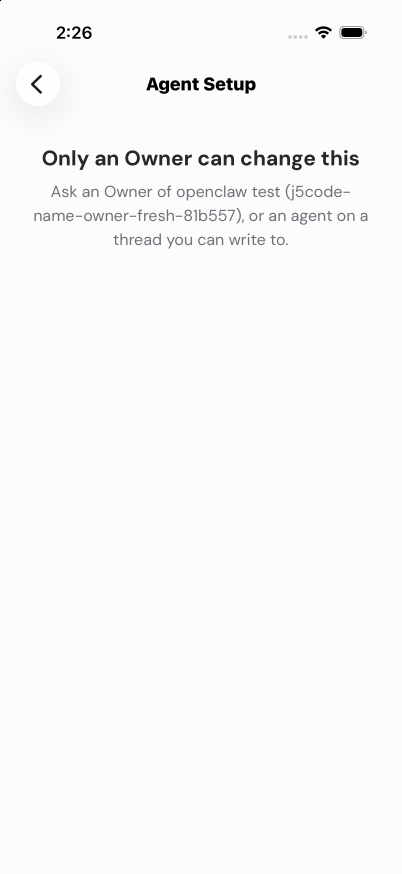 2:26
Agent Setup
Only an Owner can change this
Ask an Owner of openclaw test (j5code-
name-owner-fresh-81b557), or an agent on a
thread you can write to.